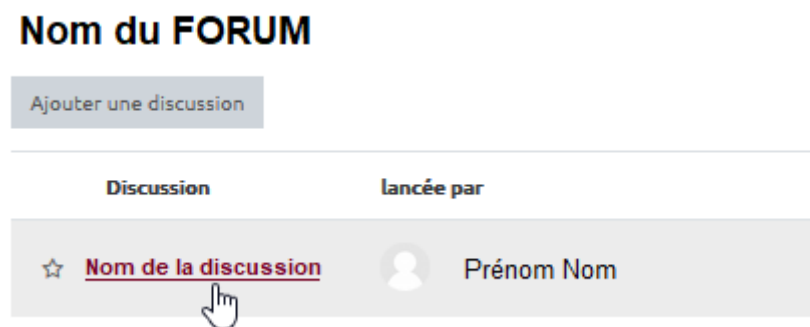 Nom du FORUM
Ajouter une discussion
Discussion lancée par
Nom de la discussion Prénom Nom